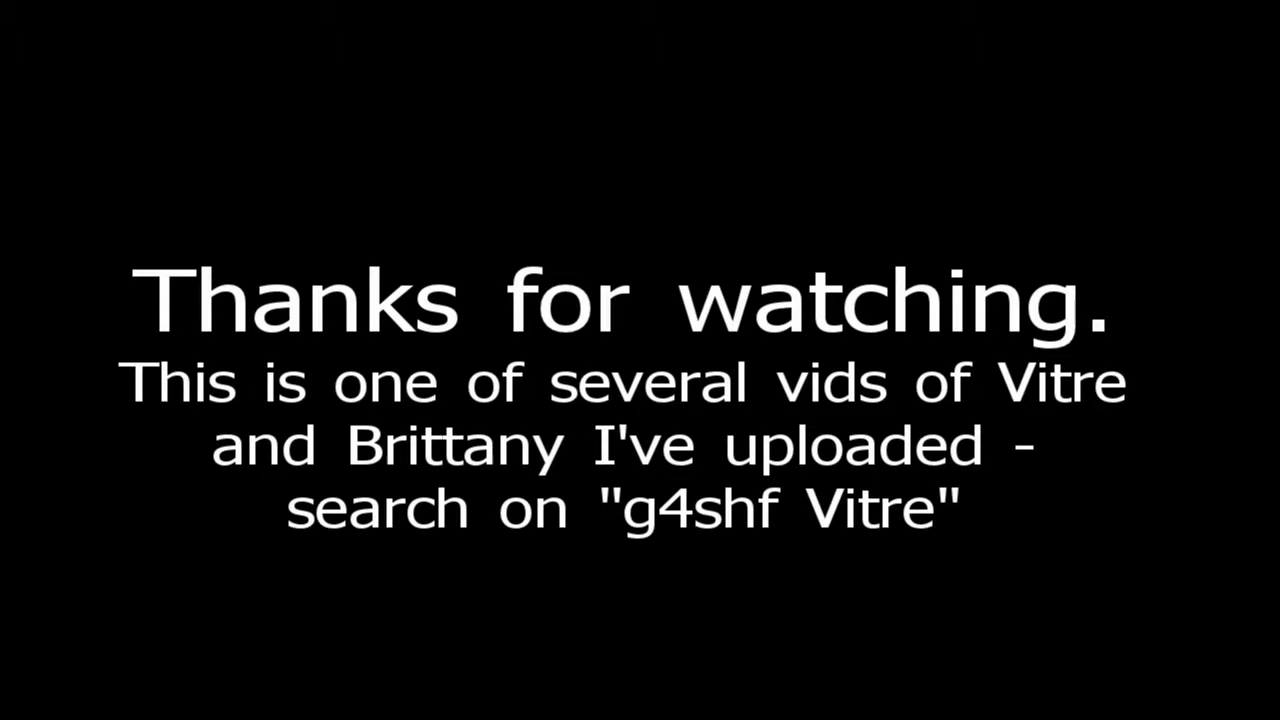 Thanks for watching.
This is one of several vids of Vitre
and Brittany I've uploaded -
search on "g4shf Vitre"